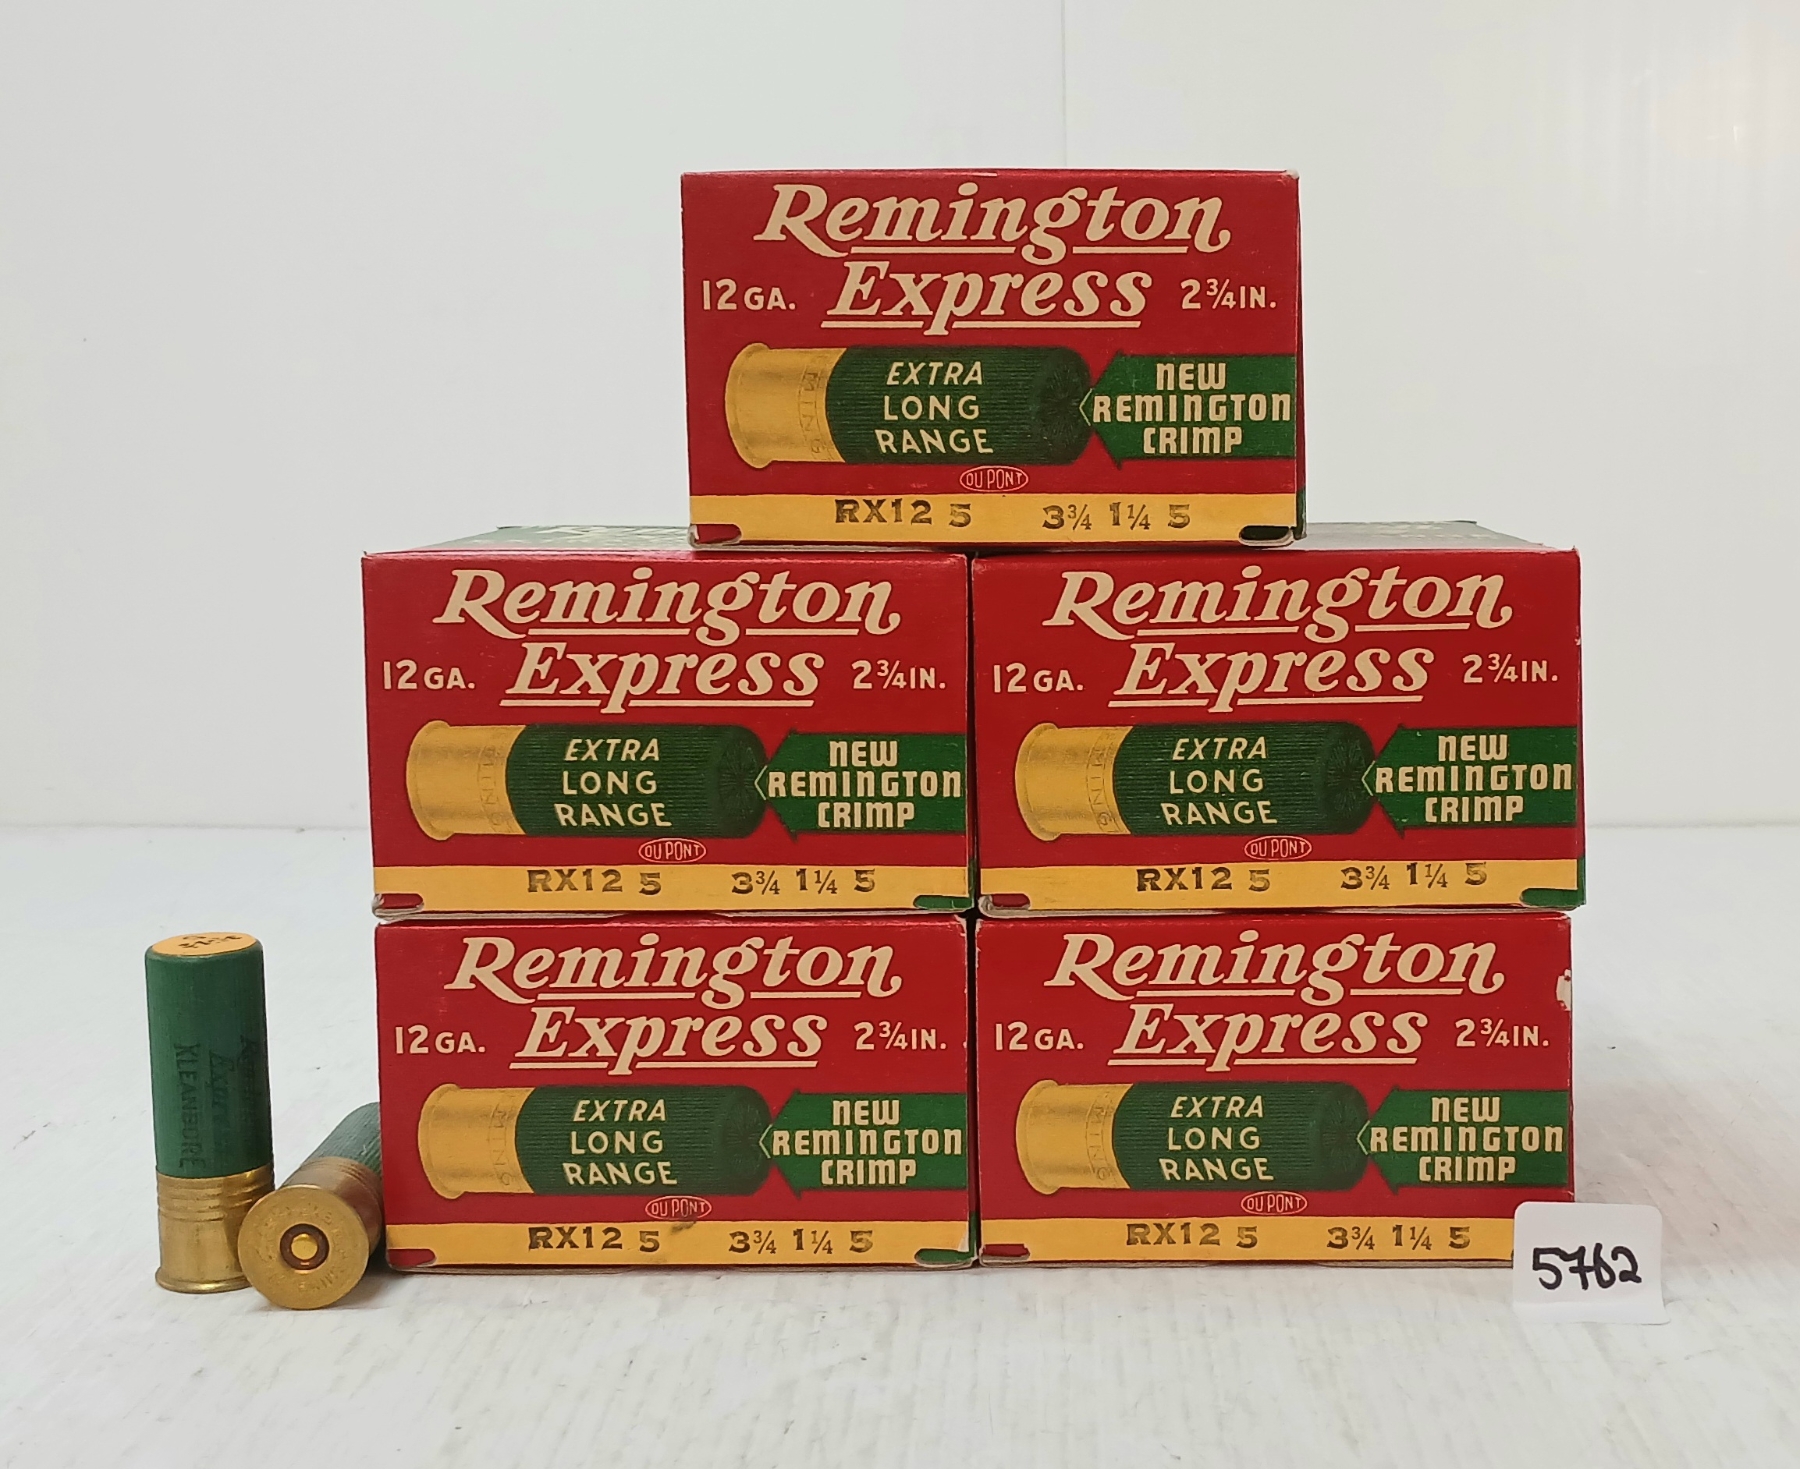 Remington
Express
12 GA.
2 3/4 IN.
EXTRA
LONG
RANGE
NEW
REMINGTON
CRIMP
DU PONT
RX12 5 3¾ 1¼ 5
Remington
Express
12 GA.
2¾ IN.
EXTRA
LONG
RANGE
NEW
REMINGTON
CRIMP
DU PONT
RX12 5 3¾ 1¼ 5
Remington
Express
12 GA.
2¾ IN.
EXTRA
LONG
RANGE
NEW
REMINGTON
CRIMP
DU PONT
RX12 5 3¾ 1¼ 5
Remington
Express
12 GA.
2¾ IN.
EXTRA
LONG
RANGE
NEW
REMINGTON
CRIMP
DU PONT
RX12 5 3¾ 1¼ 5
Remington
Express
12 GA.
2¾ IN.
EXTRA
LONG
RANGE
NEW
REMINGTON
CRIMP
DU PONT
RX12 5 3¾ 1¼ 5
KLEANBORE
5762